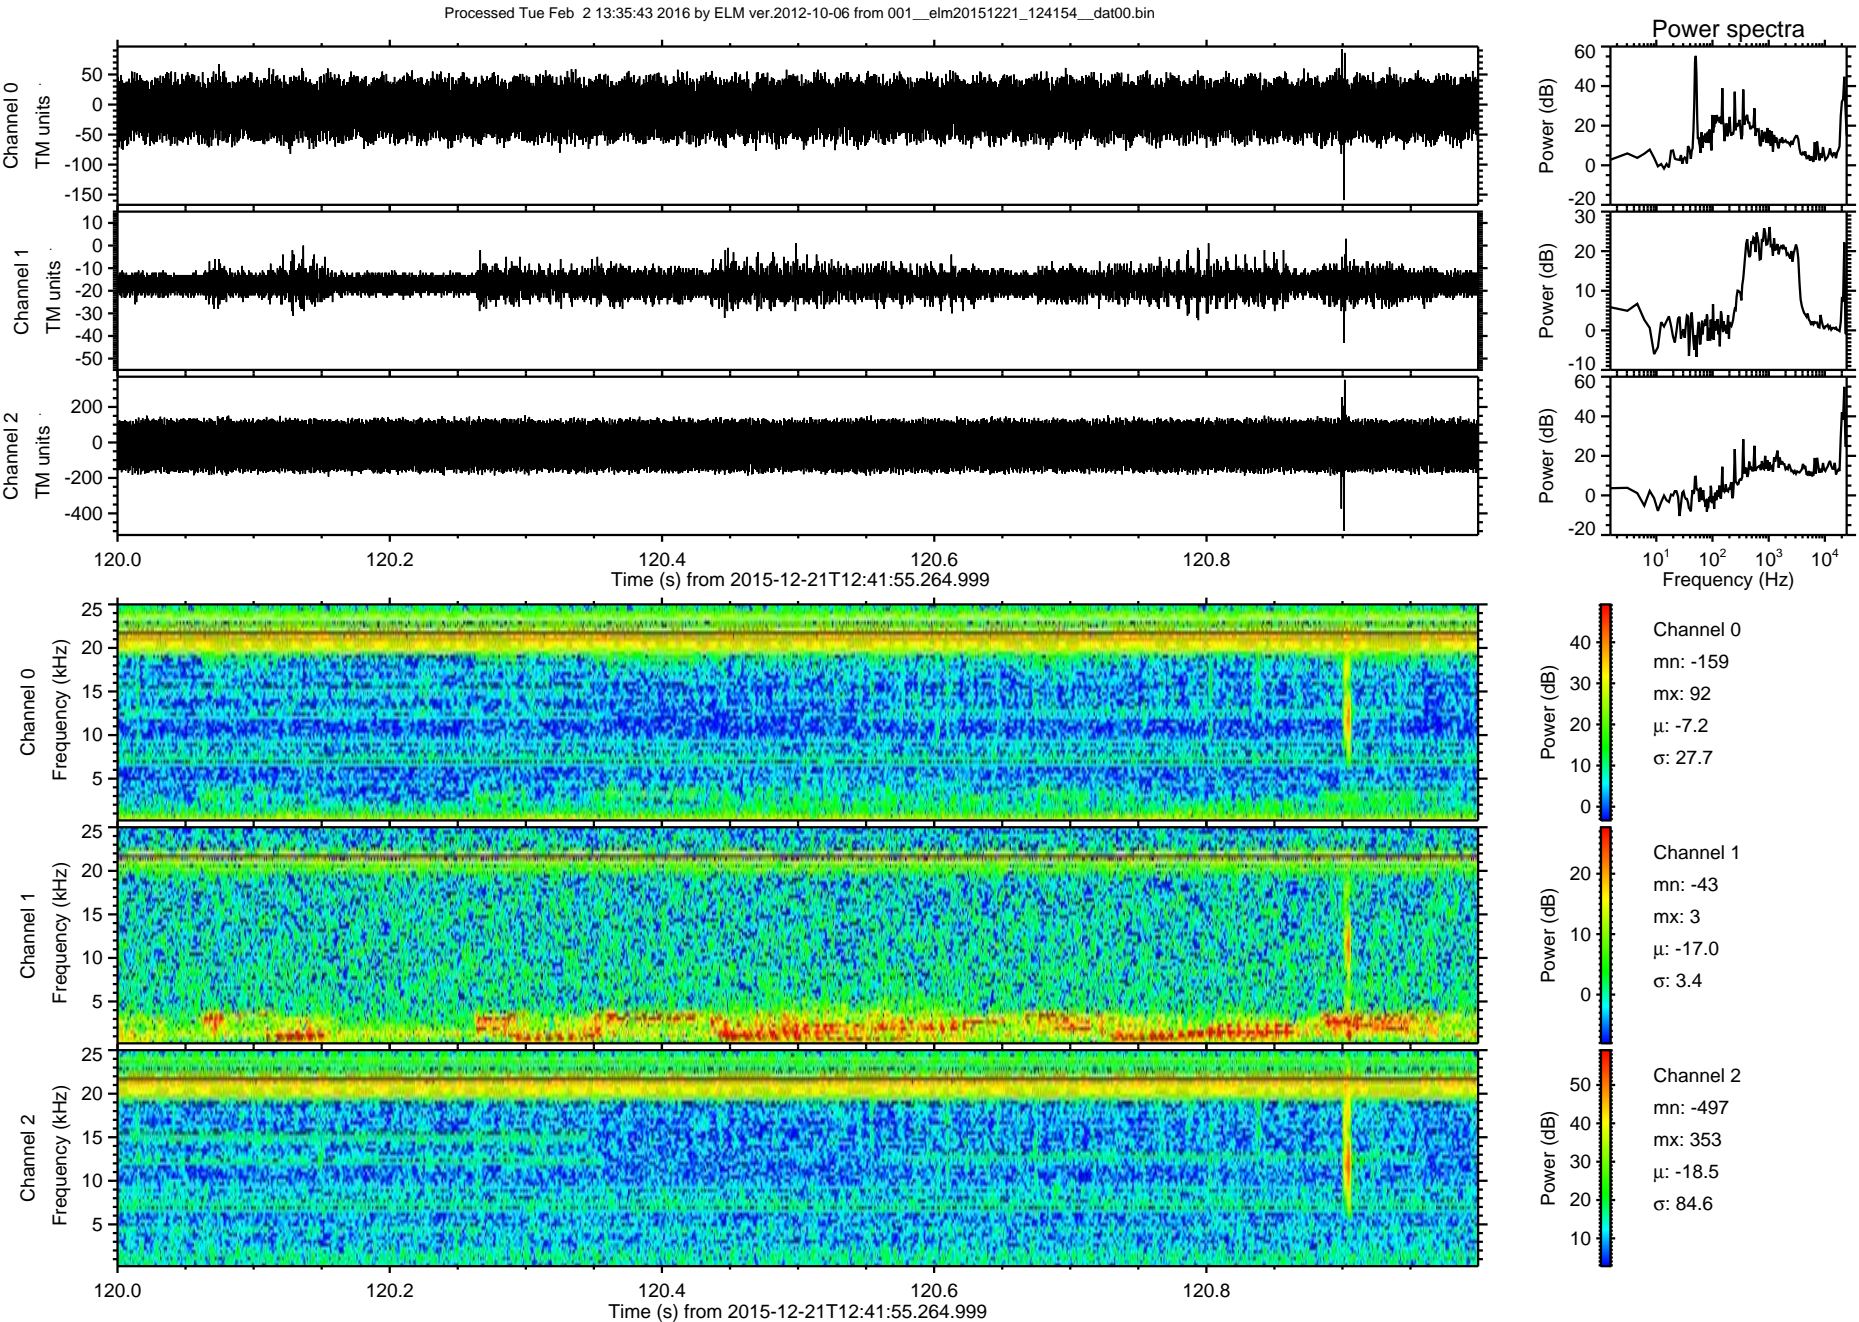 Processed Tue Feb  2 13:35:43 2016 by ELM ver.2012-10-06 from 001__elm20151221_124154__dat00.bin
Power spectra
Channel 0
TM units
50
0
-50
-100
-150
Power (dB)
60
40
20
0
-20
Channel 1
TM units
10
0
-10
-20
-30
-40
-50
Power (dB)
30
20
10
0
-10
Channel 2
TM units
200
0
-200
-400
Power (dB)
60
40
20
0
-20
120.0 120.2 120.4 120.6 120.8
Time (s) from 2015-12-21T12:41:55.264.999
10¹ 10² 10³ 10⁴
Frequency (Hz)
Channel 0
Frequency (kHz)
25
20
15
10
5
Power (dB)
40
30
20
10
0
Channel 0
mn: -159
mx: 92
μ: -7.2
σ: 27.7
Channel 1
Frequency (kHz)
25
20
15
10
5
Power (dB)
20
10
0
Channel 1
mn: -43
mx: 3
μ: -17.0
σ: 3.4
Channel 2
Frequency (kHz)
25
20
15
10
5
Power (dB)
50
40
30
20
10
Channel 2
mn: -497
mx: 353
μ: -18.5
σ: 84.6
120.0 120.2 120.4 120.6 120.8
Time (s) from 2015-12-21T12:41:55.264.999